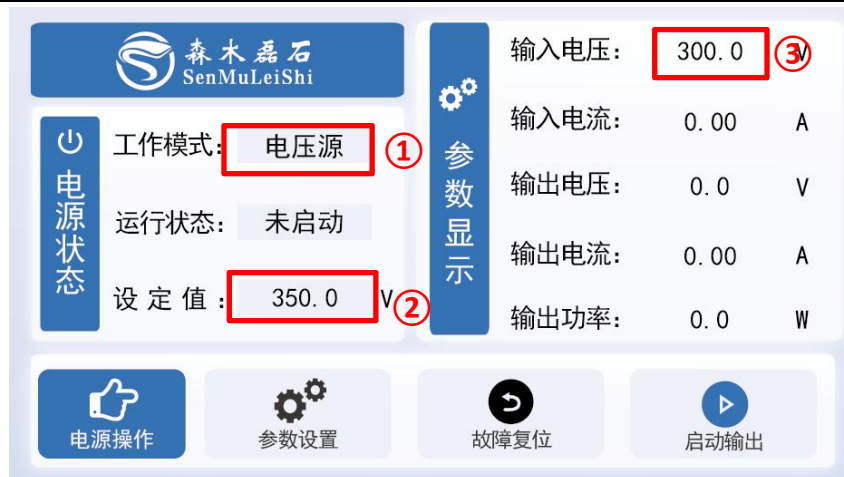 森木磊石
SenMuLeiShi
电源状态
工作模式： 电压源 ①
运行状态： 未启动
设定值： 350.0 V ②
参数显示
输入电压： 300.0 V ③
输入电流： 0.00 A
输出电压： 0.0 V
输出电流： 0.00 A
输出功率： 0.0 W
电源操作
参数设置
故障复位
启动输出